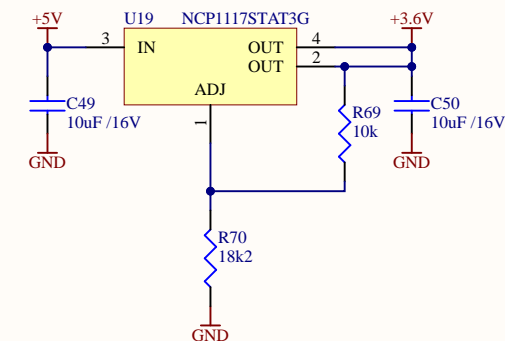 +5V
U19 NCP1117STAT3G
+3.6V
3 IN OUT 4
OUT 2
ADJ
1
C49
10uF /16V
GND
R69
10k
C50
10uF /16V
GND
R70
18k2
GND